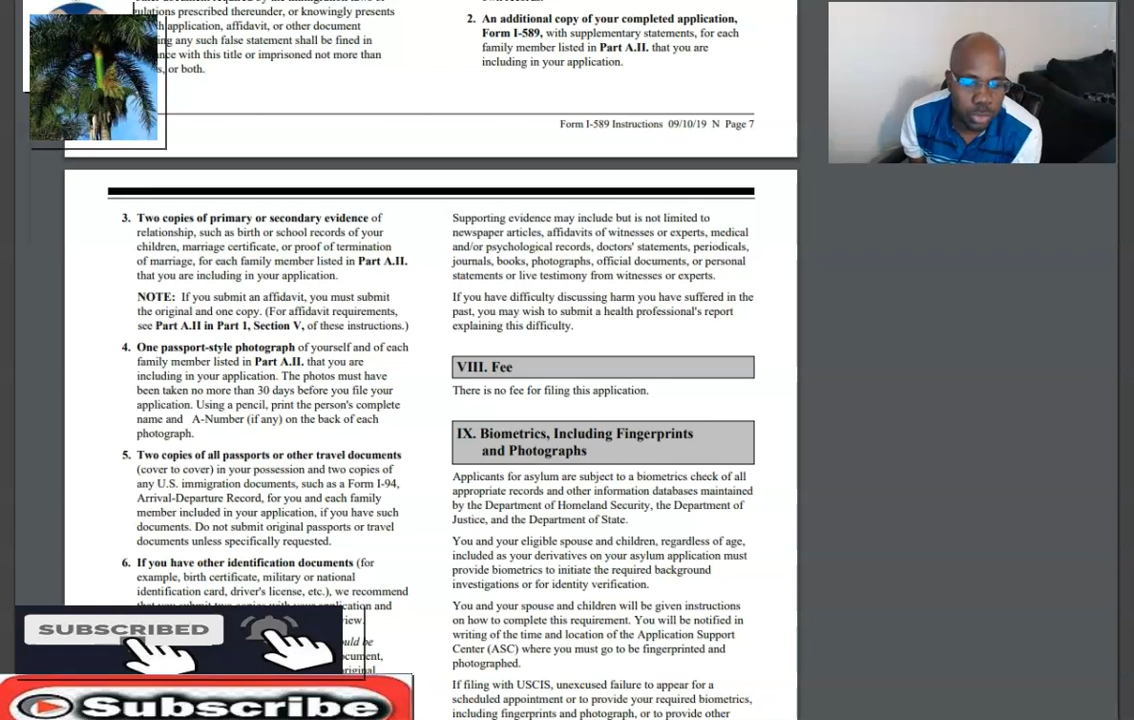 ulations prescribed thereunder, or knowingly presents
application, affidavit, or other document
ing any such false statement shall be fined in
nce with this title or imprisoned not more than
s, or both.
2. An additional copy of your completed application,
Form I-589, with supplementary statements, for each
family member listed in Part A.II. that you are
including in your application.
Form I-589 Instructions 09/10/19 N Page 7
3. Two copies of primary or secondary evidence of
relationship, such as birth or school records of your
children, marriage certificate, or proof of termination
of marriage, for each family member listed in Part A.II.
that you are including in your application.
NOTE: If you submit an affidavit, you must submit
the original and one copy. (For affidavit requirements,
see Part A.II in Part 1, Section V, of these instructions.)
4. One passport-style photograph of yourself and of each
family member listed in Part A.II. that you are
including in your application. The photos must have
been taken no more than 30 days before you file your
application. Using a pencil, print the person's complete
name and A-Number (if any) on the back of each
photograph.
5. Two copies of all passports or other travel documents
(cover to cover) in your possession and two copies of
any U.S. immigration documents, such as a Form I-94,
Arrival-Departure Record, for you and each family
member included in your application, if you have such
documents. Do not submit original passports or travel
documents unless specifically requested.
6. If you have other identification documents (for
example, birth certificate, military or national
identification card, driver's license, etc.), we recommend
Supporting evidence may include but is not limited to
newspaper articles, affidavits of witnesses or experts, medical
and/or psychological records, doctors' statements, periodicals,
journals, books, photographs, official documents, or personal
statements or live testimony from witnesses or experts.
If you have difficulty discussing harm you have suffered in the
past, you may wish to submit a health professional's report
explaining this difficulty.
VIII. Fee
There is no fee for filing this application.
IX. Biometrics, Including Fingerprints
and Photographs
Applicants for asylum are subject to a biometrics check of all
appropriate records and other information databases maintained
by the Department of Homeland Security, the Department of
Justice, and the Department of State.
You and your eligible spouse and children, regardless of age,
included as your derivatives on your asylum application must
provide biometrics to initiate the required background
investigations or for identity verification.
You and your spouse and children will be given instructions
on how to complete this requirement. You will be notified in
writing of the time and location of the Application Support
Center (ASC) where you must go to be fingerprinted and
photographed.
If filing with USCIS, unexcused failure to appear for a
scheduled appointment or to provide your required biometrics,
including fingerprints and photograph, or to provide other
SUBSCRIBED
Subscribe